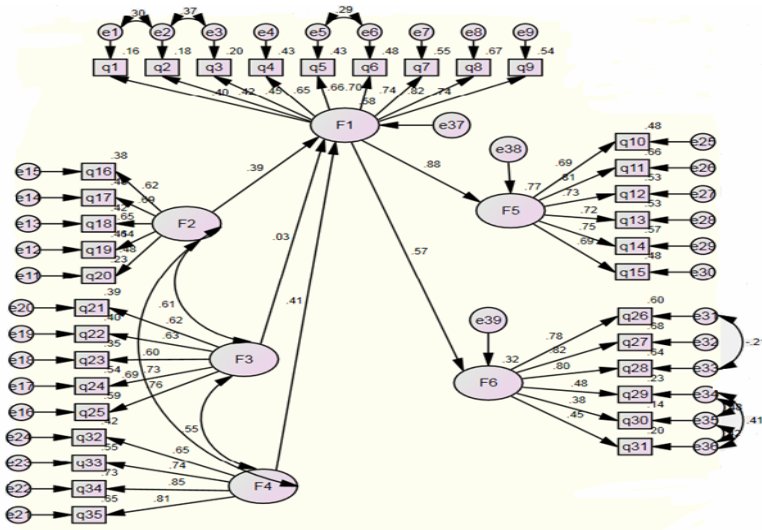 .30 .37 .29
e1 e2 e3 e4 e5 e6 e7 e8 e9
.16 .18 .20 .43 .43 .48 .55 .67 .54
q1 q2 q3 q4 q5 q6 q7 q8 q9
.40 .42 .45 .65 .66 .70 .74 .82 .74
.58
F1 e37
e38
.48
q10 e25
.69 .66
q11 e26
.81 .53
.88 .77 .73 q12 e27
F5 .53
.72 q13 e28
.75 .57
q14 e29
.69 .48
q15 e30
.38
e15 q16
.62
e14 q17
.69
.42
e13 q18 .65 F2 .39
e12 q19
.48
.23
e11 q20
.39
e20 q21 .61
.40 .62
e19 q22 .63
.35
e18 q23 .60 F3 .03
.54 .73
e17 q24 .69
.59 .76
e16 q25
.42
e24 q32 .55
.55 .65
e23 q33 .74
.73
e22 q34 .85 F4 .41
.65
e21 q35 .81
.57
e39
.60
q26 e31
.78 .68
q27 e32 -.21
.82 .64
.32 .80 q28 e33
F6 .23
.48 q29 e34
.38 .14
q30 e35 .41
.45 .20
q31 e36